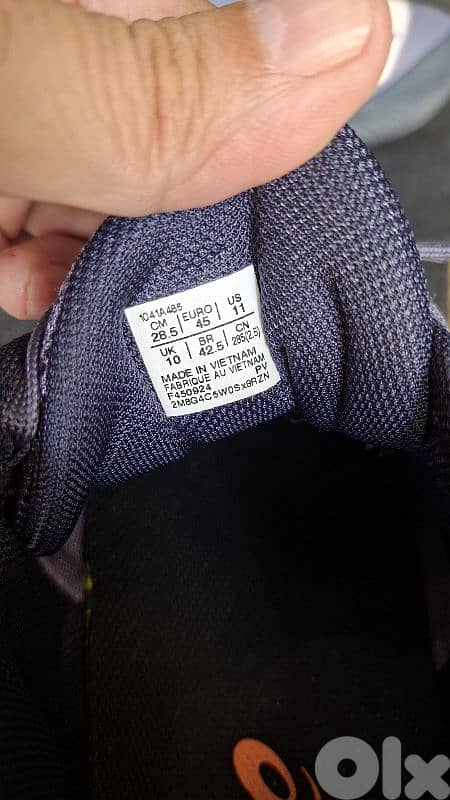 1041A485
CM EURO US
28.5 45 11
UK BR CN
10 42.5 285(2.5)
MADE IN VIETNAM
FABRIQUE AU VIETNAM
F450924 PV
2M8G4C5W0Sx8RZN
OLX